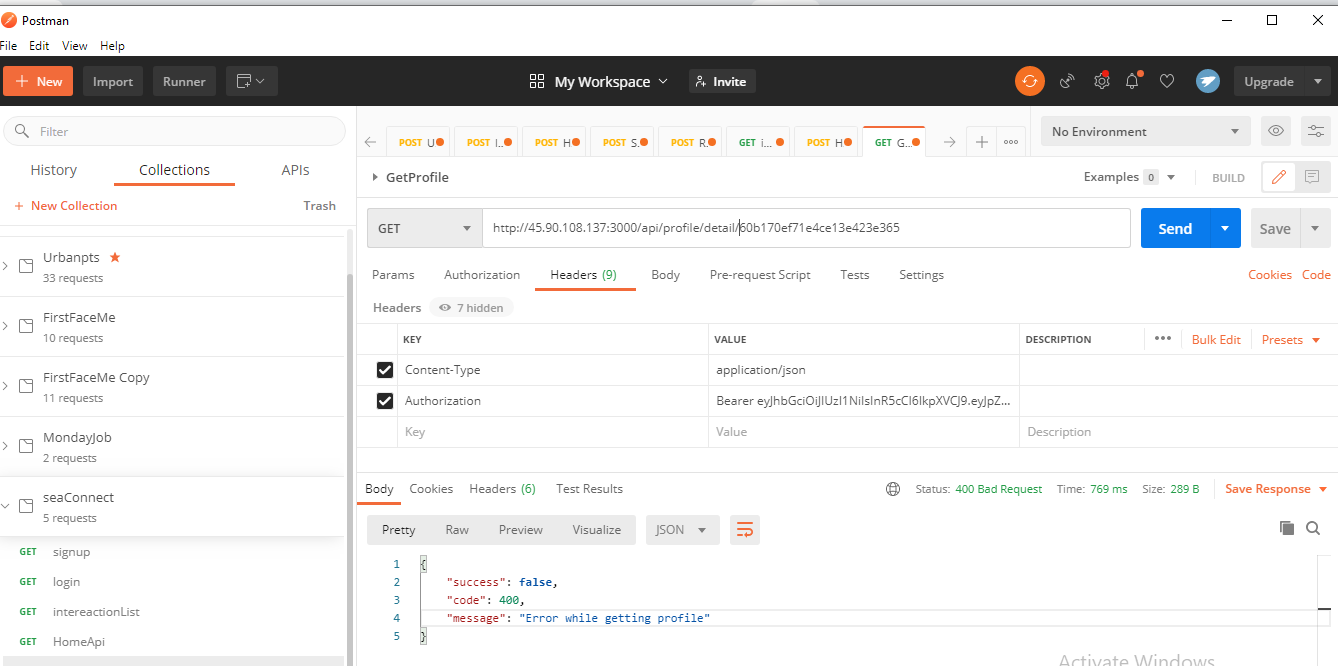 Postman
File Edit View Help
New Import Runner My Workspace Invite Upgrade
Filter
History Collections APIs
New Collection Trash
Urbanpts
33 requests
FirstFaceMe
10 requests
FirstFaceMe Copy
11 requests
MondayJob
2 requests
seaConnect
5 requests
GET signup
GET login
GET intereactionList
GET HomeApi
POST U POST I.. POST H POST S. POST R. GET i... POST H GET G...
No Environment
GetProfile Examples 0 BUILD
GET http://45.90.108.137:3000/api/profile/detail/60b170ef71e4ce13e423e365 Send Save
Params Authorization Headers (9) Body Pre-request Script Tests Settings Cookies Code
Headers 7 hidden
KEY VALUE DESCRIPTION ••• Bulk Edit Presets
Content-Type application/json
Authorization Bearer eyJhbGciOiJIUzI1NiIsInR5cCI6IkpXVCJ9.eyJpZ...
Key Value Description
Body Cookies Headers (6) Test Results Status: 400 Bad Request Time: 769 ms Size: 289 B Save Response
Pretty Raw Preview Visualize JSON
1 {
2 "success": false,
3 "code": 400,
4 "message": "Error while getting profile"
5 }
Activate Windows